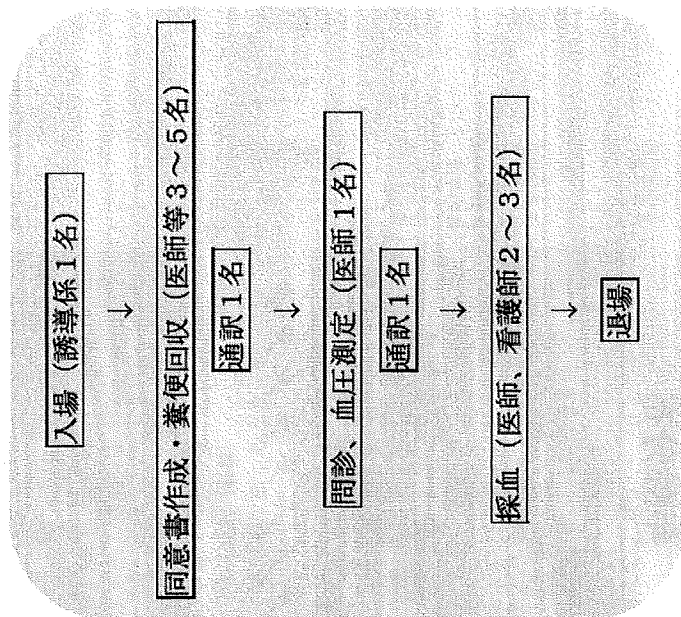 入場（誘導係１名）
↓
同意書作成・糞便回収（医師等３～５名）
通訳１名
↓
問診、血圧測定（医師１名）
通訳１名
↓
採血（医師、看護師２～３名）
↓
退場